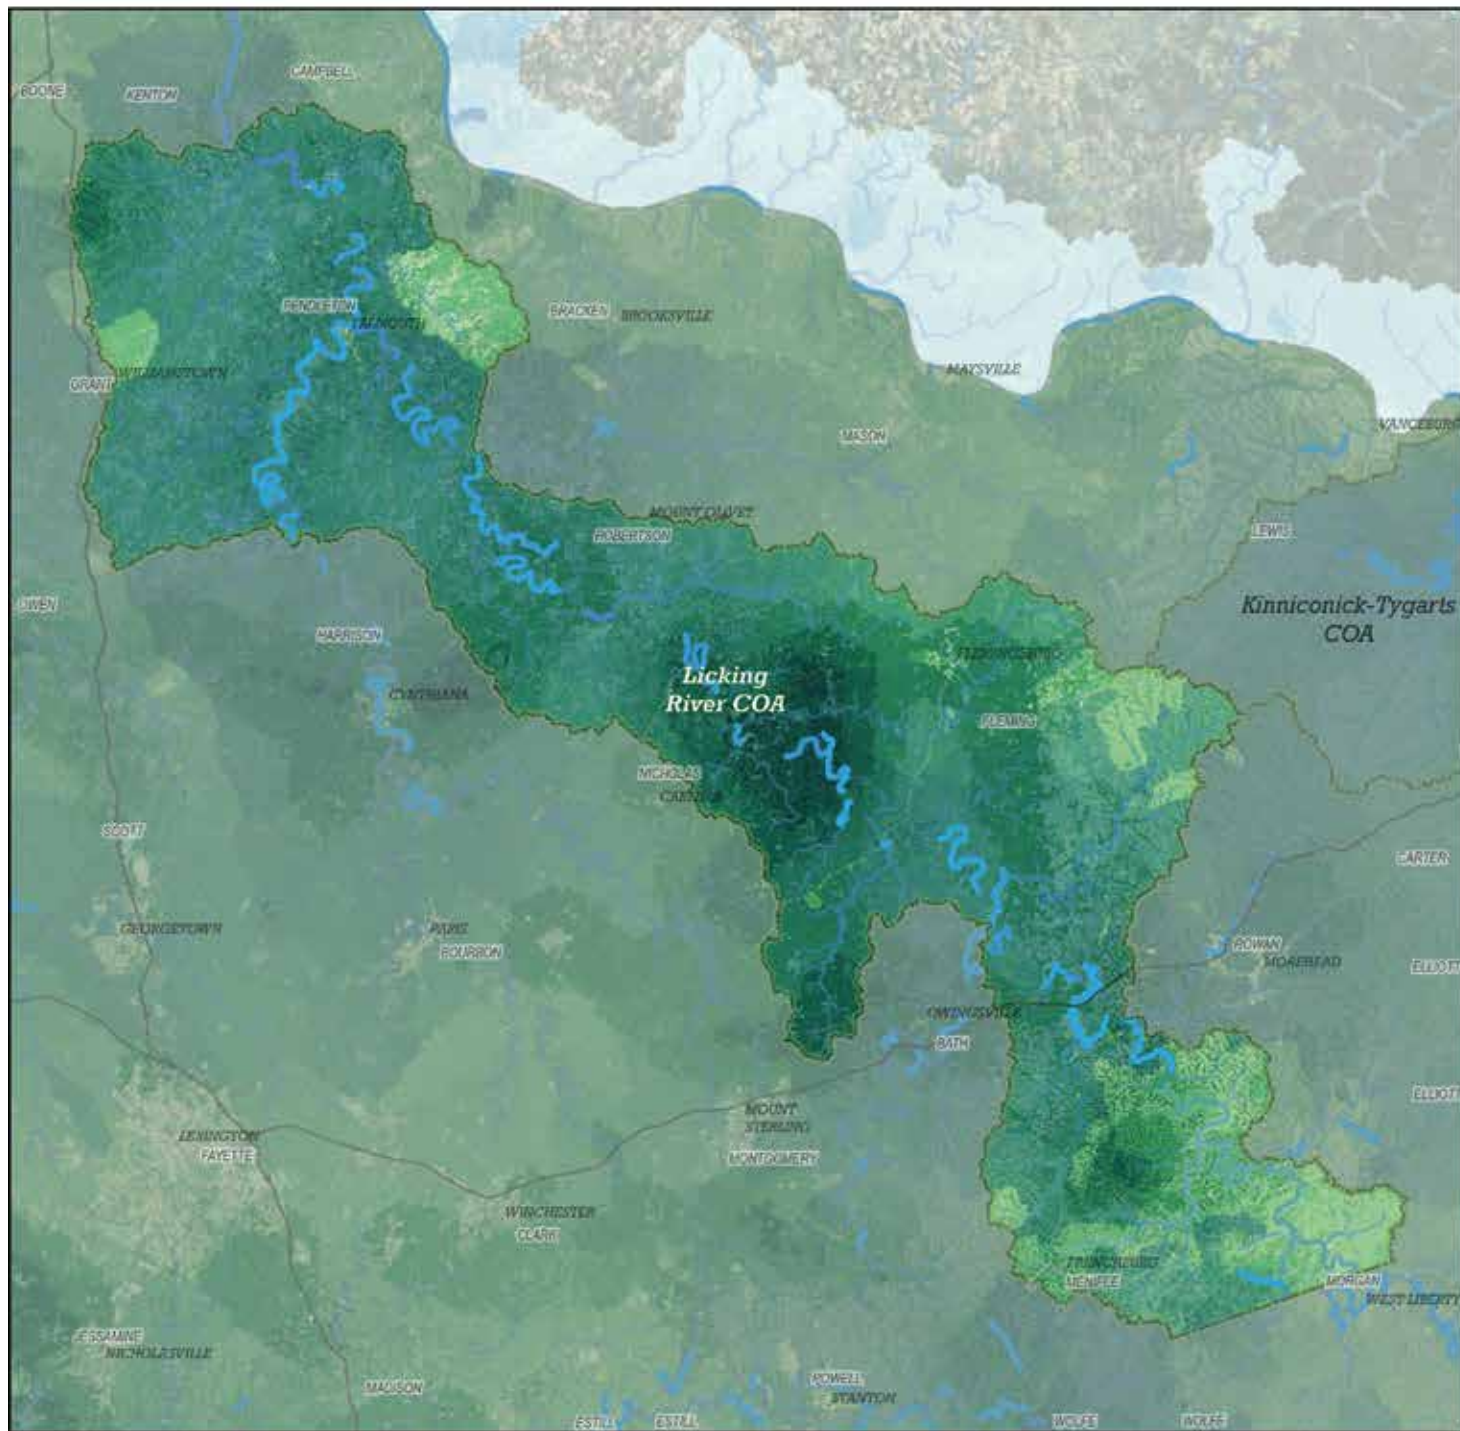 CAMPBELL
BOONE
KENTON
PENDLETON
FALMOUTH
BRACKEN
BROOKSVILLE
GRANT
WILLIAMSTOWN
MAYSVILLE
MASON
VANCEBURG
MOUNT OLIVET
ROBERTSON
LEWIS
OWEN
Kinniconick-Tygarts
COA
HARRISON
CYNTHIANA
Licking
River COA
FLEMINGSBURG
FLEMING
NICHOLAS
SCOTT
CARTER
GEORGETOWN
PARIS
BOURBON
ROWAN
MOREHEAD
ELLIOTT
OWINGSVILLE
BATH
ELLIOTT
MOUNT
STERLING
LEXINGTON
FAYETTE
MONTGOMERY
WINCHESTER
CLARK
FRENCHBURG
MENIFEE
MORGAN
WEST LIBERTY
JESSAMINE
NICHOLASVILLE
MADISON
POWELL
STANTON
ESTILL
ESTILL
WOLFE
WOLFE